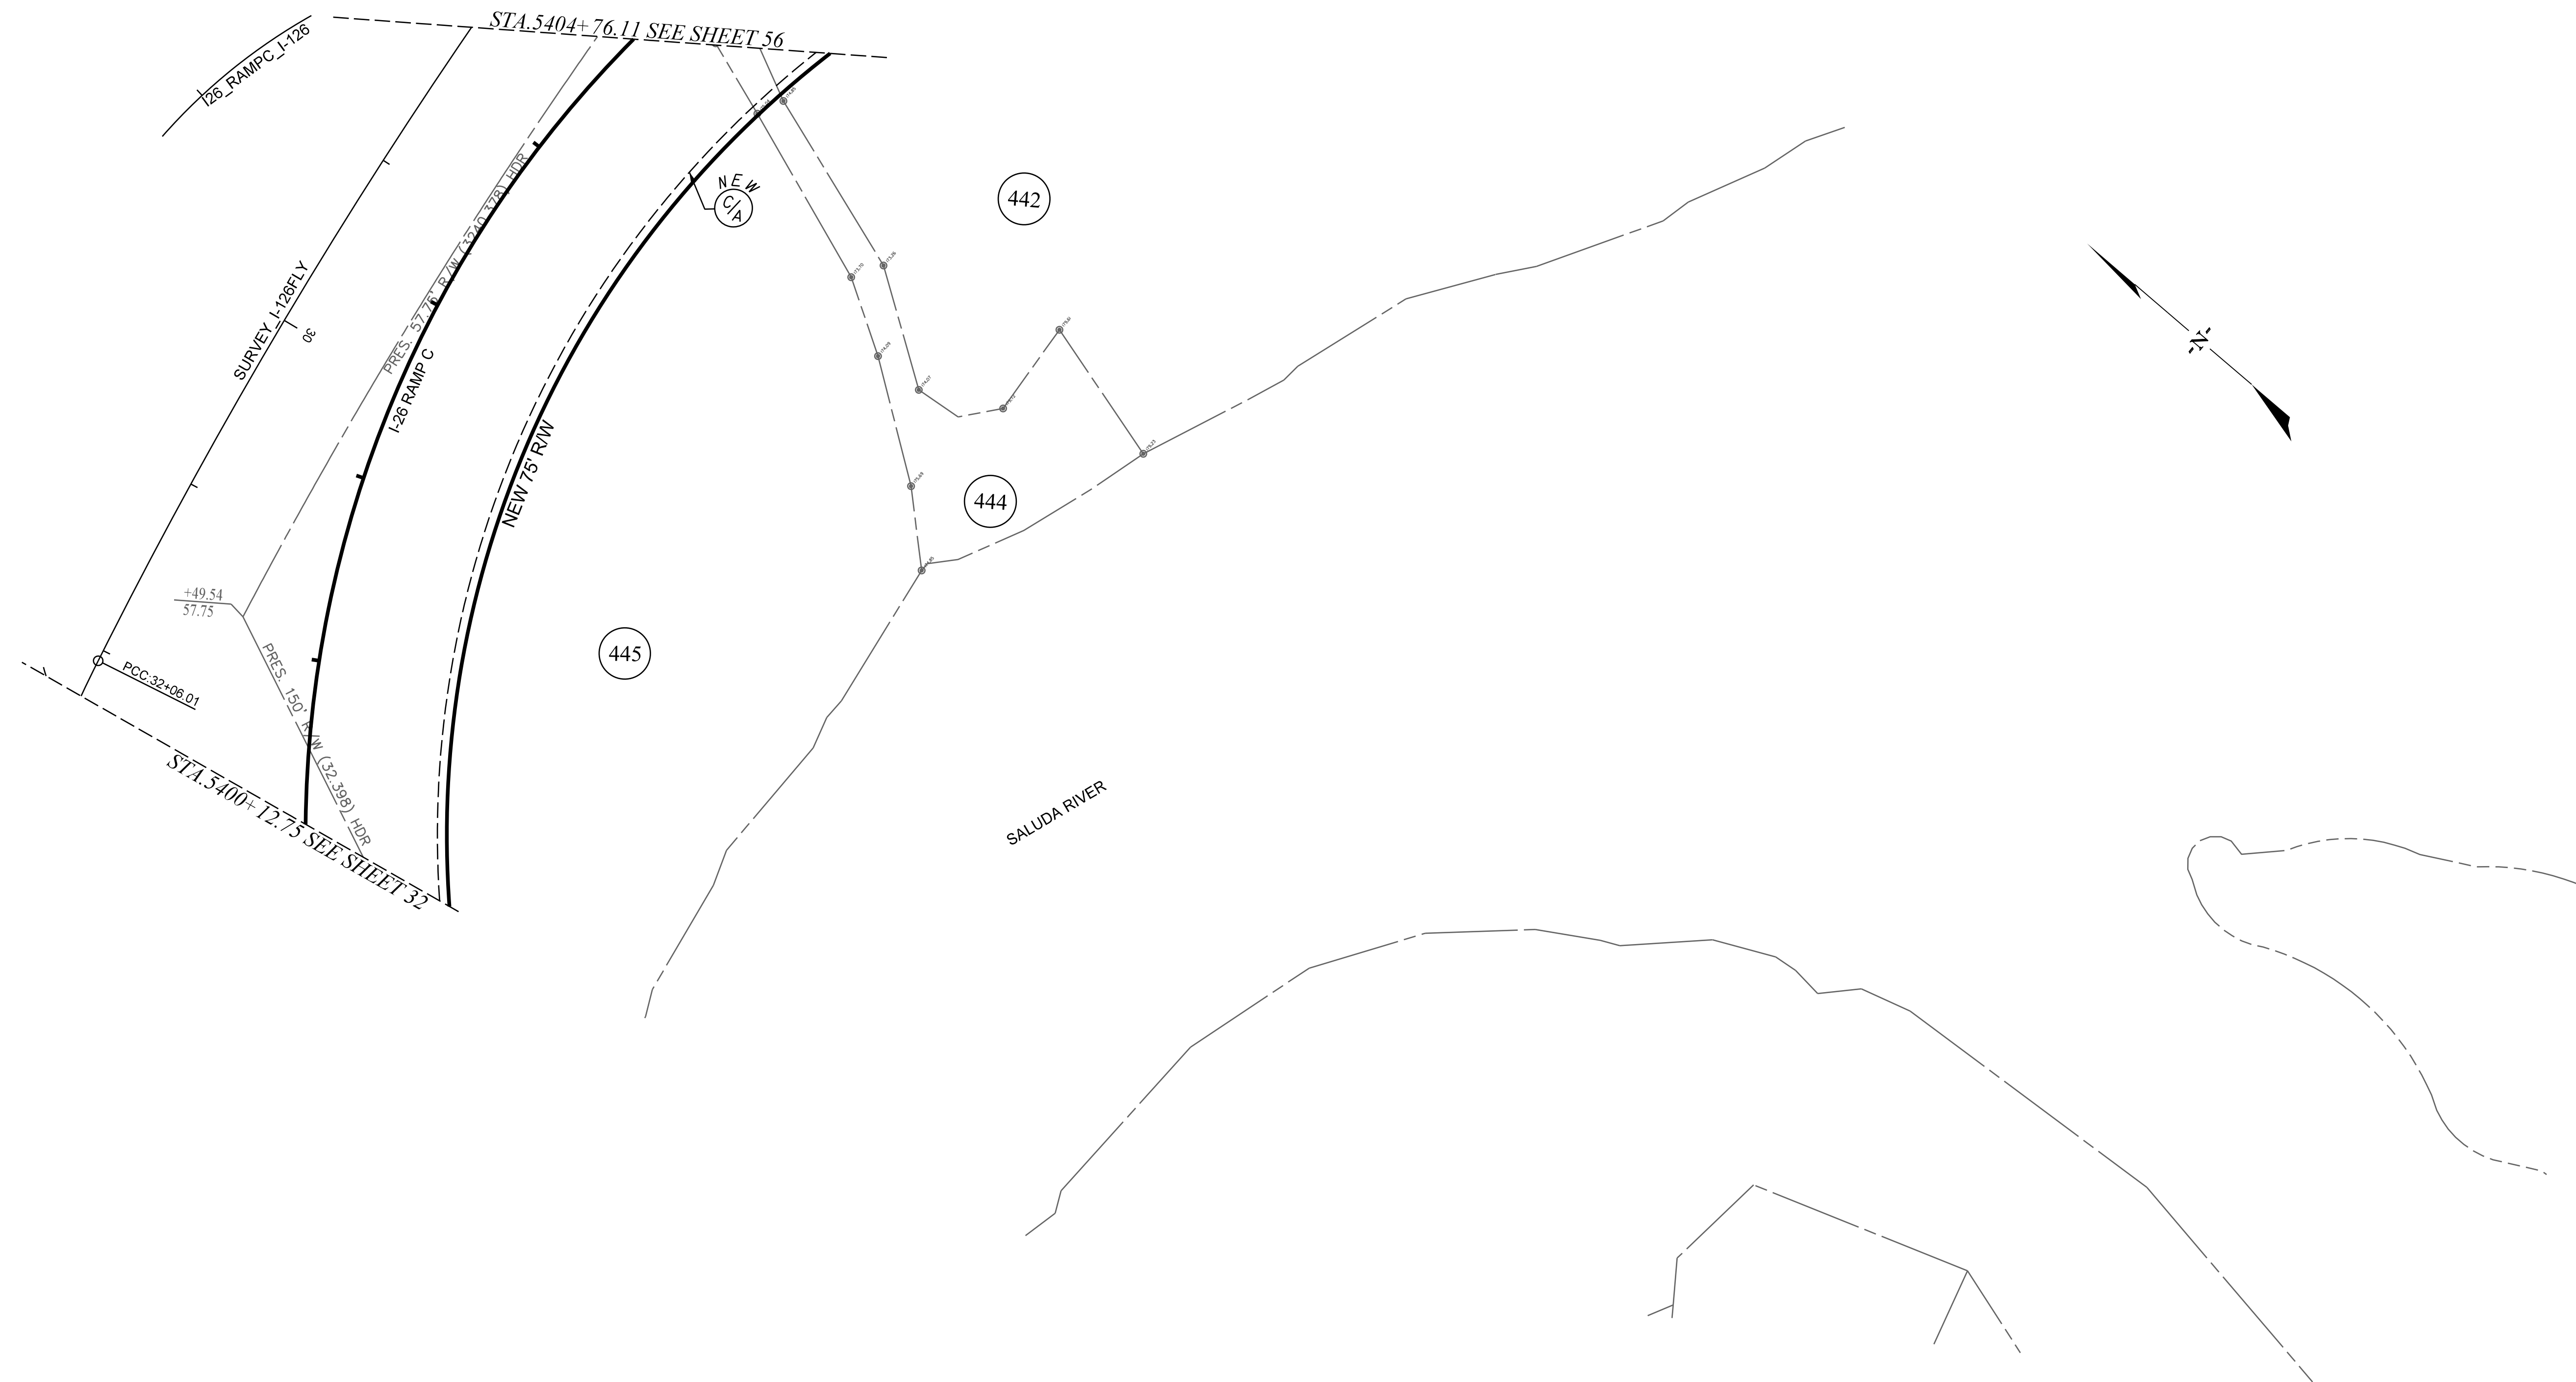 STA.5404+76.11 SEE SHEET 56
I26_RAMPC_I-126
NEW
C/A
442
PRES. 57.75' R/W (3240.378) HDR
SURVEY_I-126FLY
30
-N-
I-26 RAMP C
NEW 75' R/W
444
+49.54
57.75
445
PCC:32+06.01
PRES. 150' R/W (32.398) HDR
STA.5400+12.75 SEE SHEET 32
SALUDA RIVER